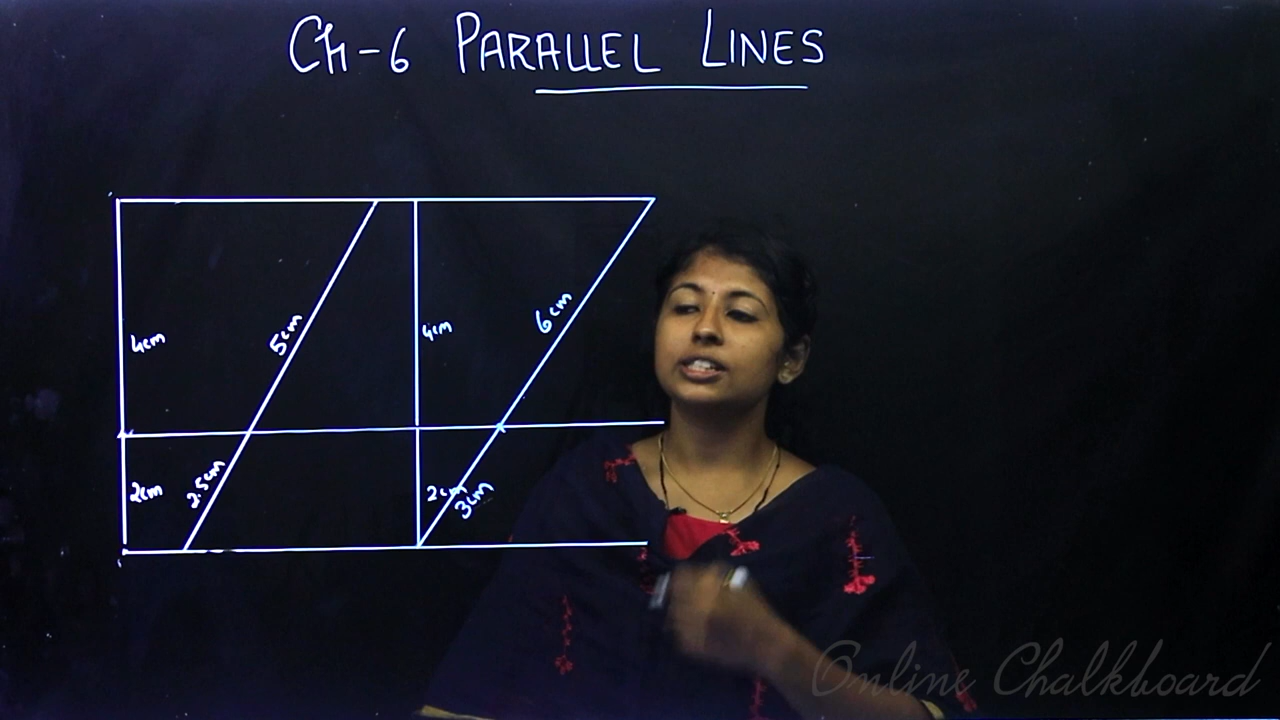 Ch-6 PARALLEL LINES
5cm
6cm
4cm
4cm
2.5cm
2cm
2cm
3cm
Online Chalkboard